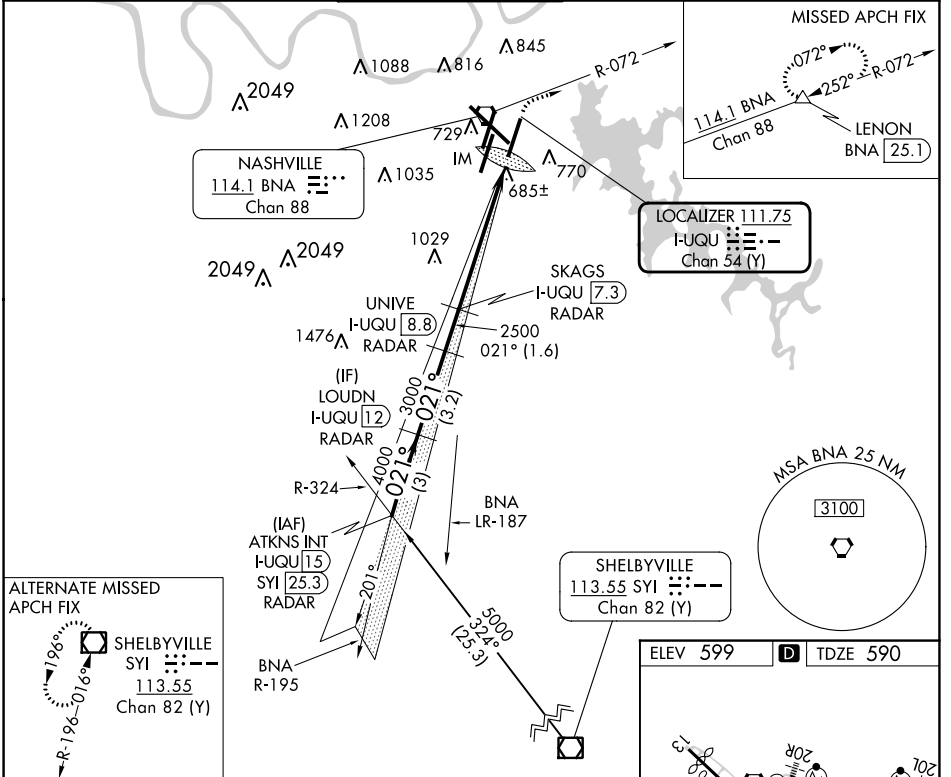 MISSED APCH FIX
072°
252°
R-072
114.1 BNA
Chan 88
LENON
BNA 25.1
845
1088
816
R-072
2049
1208
729
NASHVILLE
114.1 BNA
Chan 88
IM
1035
770
685±
LOCALIZER 111.75
I-UQU
Chan 54 (Y)
2049
2049
1029
SKAGS
I-UQU 7.3
RADAR
UNIVE
I-UQU 8.8
RADAR
2500
021° (1.6)
1476
(IF)
LOUDN
I-UQU 12
RADAR
3000
021°
(3.2)
4000
021°
(3)
R-324
BNA
LR-187
(IAF)
ATKNS INT
I-UQU 15
SYI 25.3
RADAR
201°
BNA
R-195
5000
324°
(25.3)
MSA BNA 25 NM
3100
SHELBYVILLE
113.55 SYI
Chan 82 (Y)
ALTERNATE MISSED
APCH FIX
196°
SHELBYVILLE
SYI
113.55
Chan 82 (Y)
R-196
016°
ELEV 599
D
TDZE 590
13
20R
20L